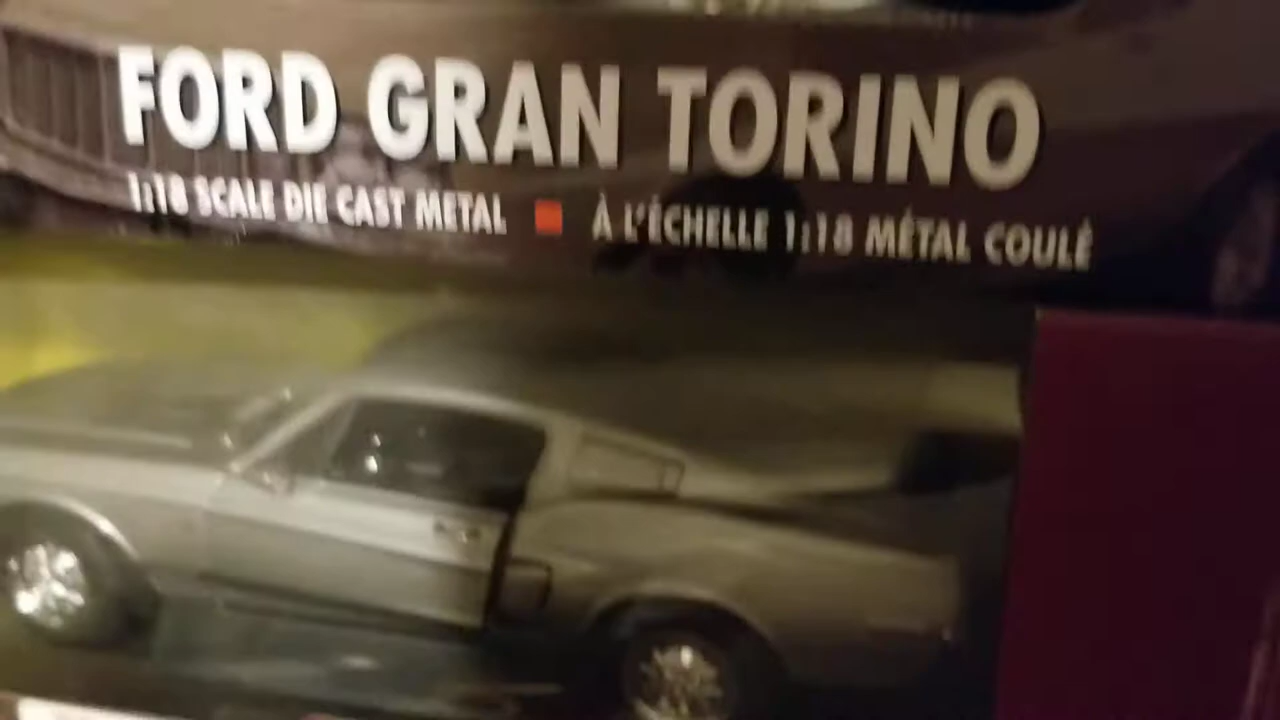 FORD GRAN TORINO
1:18 SCALE DIE CAST METAL ■ À L'ÉCHELLE 1:18 MÉTAL COULÉ